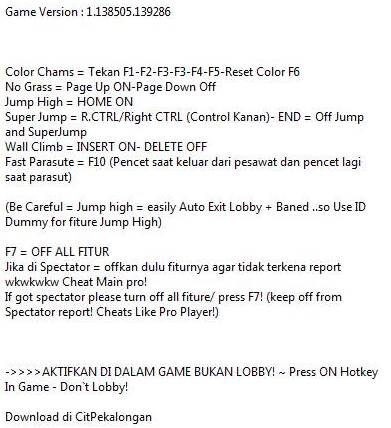 Game Version : 1.138505.139286
Color Chams = Tekan F1-F2-F3-F3-F4-F5-Reset Color F6
No Grass = Page Up ON-Page Down Off
Jump High = HOME ON
Super Jump = R.CTRL/Right CTRL (Control Kanan)- END = Off Jump
and SuperJump
Wall Climb = INSERT ON- DELETE OFF
Fast Parasute = F10 (Pencet saat keluar dari pesawat dan pencet lagi
saat parasut)
(Be Careful = Jump high = easily Auto Exit Lobby + Baned ..so Use ID
Dummy for fiture Jump High)
F7 = OFF ALL FITUR
Jika di Spectator = offkan dulu fiturnya agar tidak terkena report
wkwkwkw Cheat Main pro!
If got spectator please turn off all fiture/ press F7! (keep off from
Spectator report! Cheats Like Pro Player!)
->>>>AKTIFKAN DI DALAM GAME BUKAN LOBBY! ~ Press ON Hotkey
In Game - Don`t Lobby!
Download di CitPekalongan